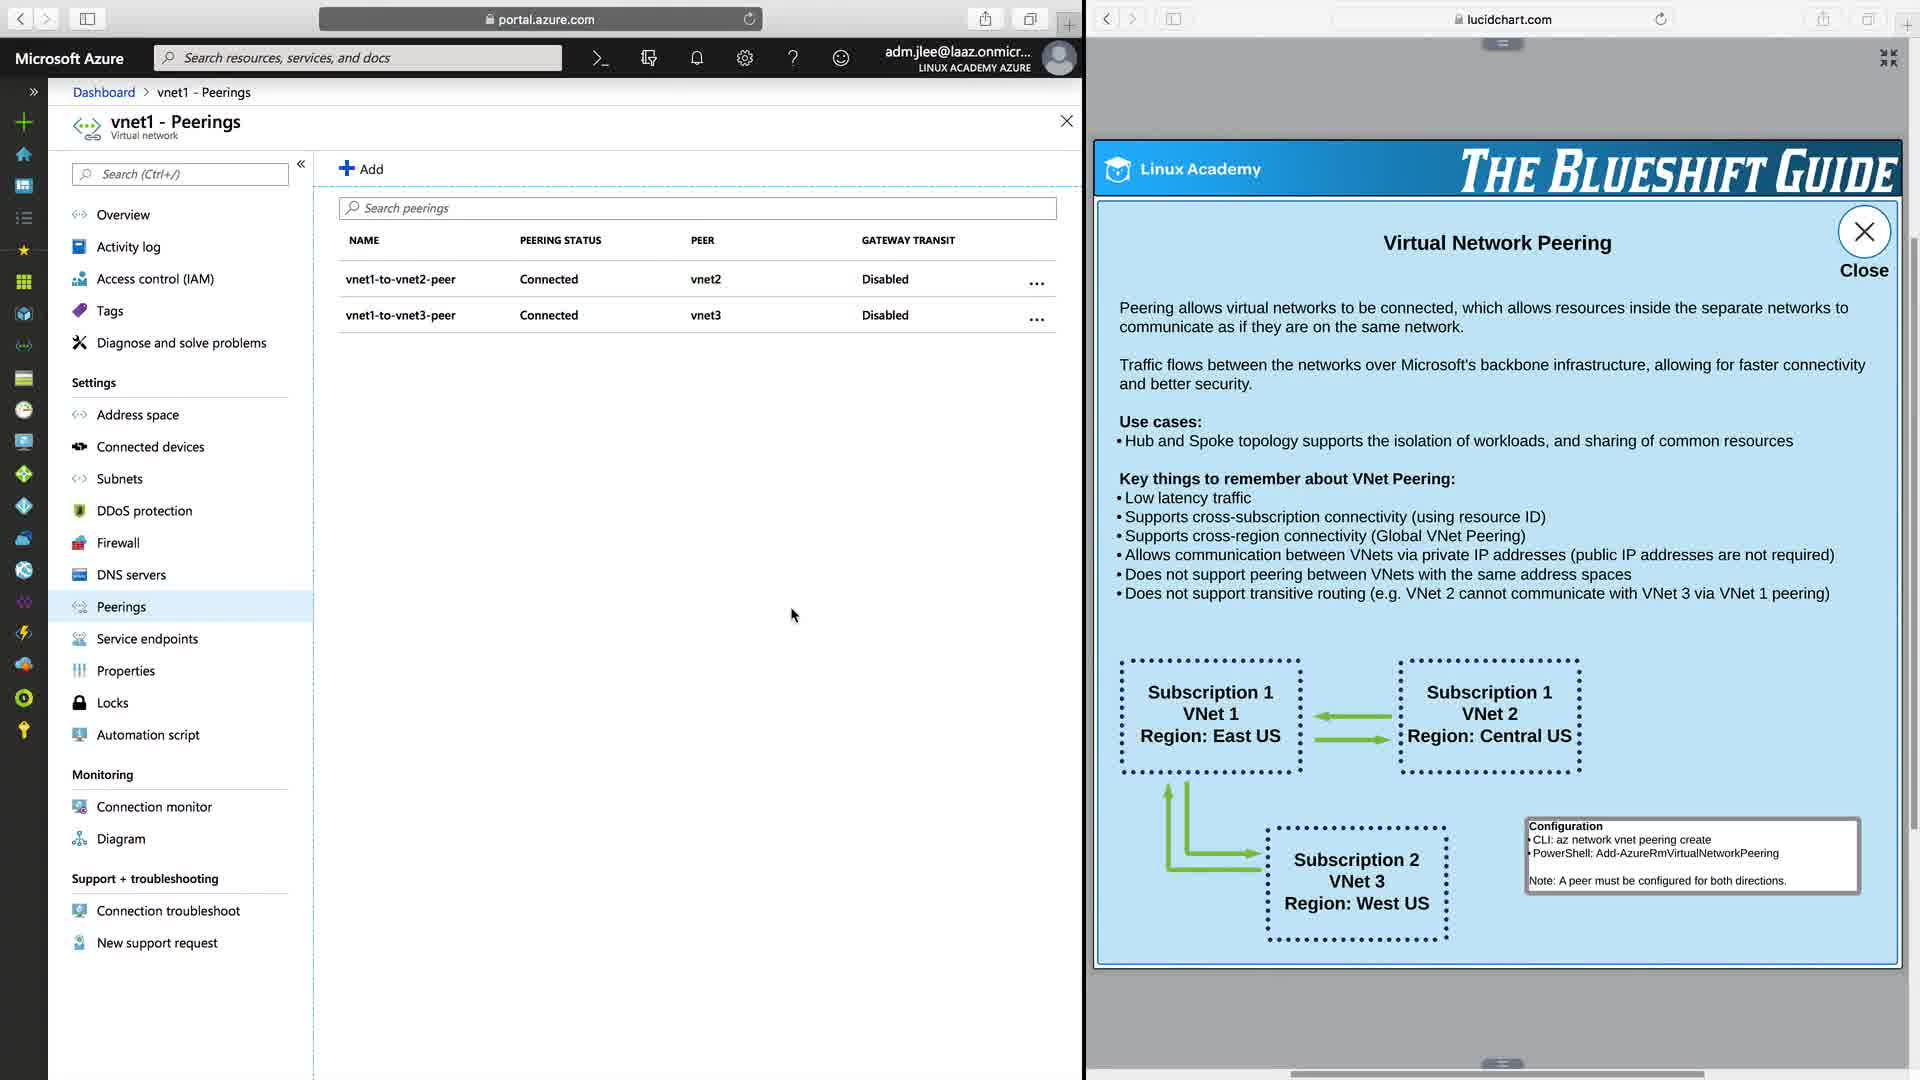 portal.azure.com
Microsoft Azure
Search resources, services, and docs
adm.jlee@laaz.onmicr...
LINUX ACADEMY AZURE
Dashboard > vnet1 - Peerings
vnet1 - Peerings
Virtual network
Search (Ctrl+/)
Overview
Activity log
Access control (IAM)
Tags
Diagnose and solve problems
Settings
Address space
Connected devices
Subnets
DDoS protection
Firewall
DNS servers
Peerings
Service endpoints
Properties
Locks
Automation script
Monitoring
Connection monitor
Diagram
Support + troubleshooting
Connection troubleshoot
New support request
Add
Search peerings
NAME PEERING STATUS PEER GATEWAY TRANSIT
vnet1-to-vnet2-peer Connected vnet2 Disabled ...
vnet1-to-vnet3-peer Connected vnet3 Disabled ...
lucidchart.com
Linux Academy
THE BLUESHIFT GUIDE
Virtual Network Peering
Close
Peering allows virtual networks to be connected, which allows resources inside the separate networks to
communicate as if they are on the same network.
Traffic flows between the networks over Microsoft's backbone infrastructure, allowing for faster connectivity
and better security.
Use cases:
• Hub and Spoke topology supports the isolation of workloads, and sharing of common resources
Key things to remember about VNet Peering:
• Low latency traffic
• Supports cross-subscription connectivity (using resource ID)
• Supports cross-region connectivity (Global VNet Peering)
• Allows communication between VNets via private IP addresses (public IP addresses are not required)
• Does not support peering between VNets with the same address spaces
• Does not support transitive routing (e.g. VNet 2 cannot communicate with VNet 3 via VNet 1 peering)
Subscription 1
VNet 1
Region: East US
Subscription 1
VNet 2
Region: Central US
Subscription 2
VNet 3
Region: West US
Configuration
• CLI: az network vnet peering create
• PowerShell: Add-AzureRmVirtualNetworkPeering
Note: A peer must be configured for both directions.